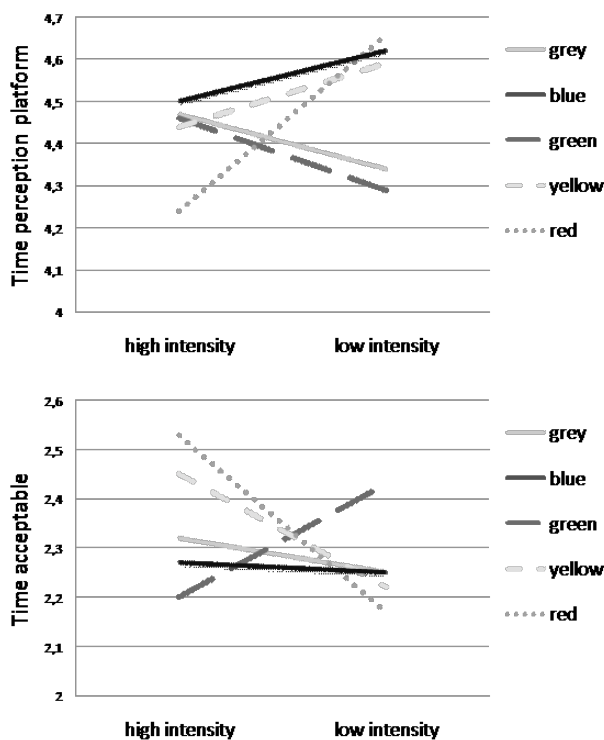 4,7
4,6
4,5
4,4
4,3
4,2
4,1
4
Time perception platform
high intensity
low intensity
grey
blue
green
yellow
red
2,6
2,5
2,4
2,3
2,2
2,1
2
Time acceptable
high intensity
low intensity
grey
blue
green
yellow
red